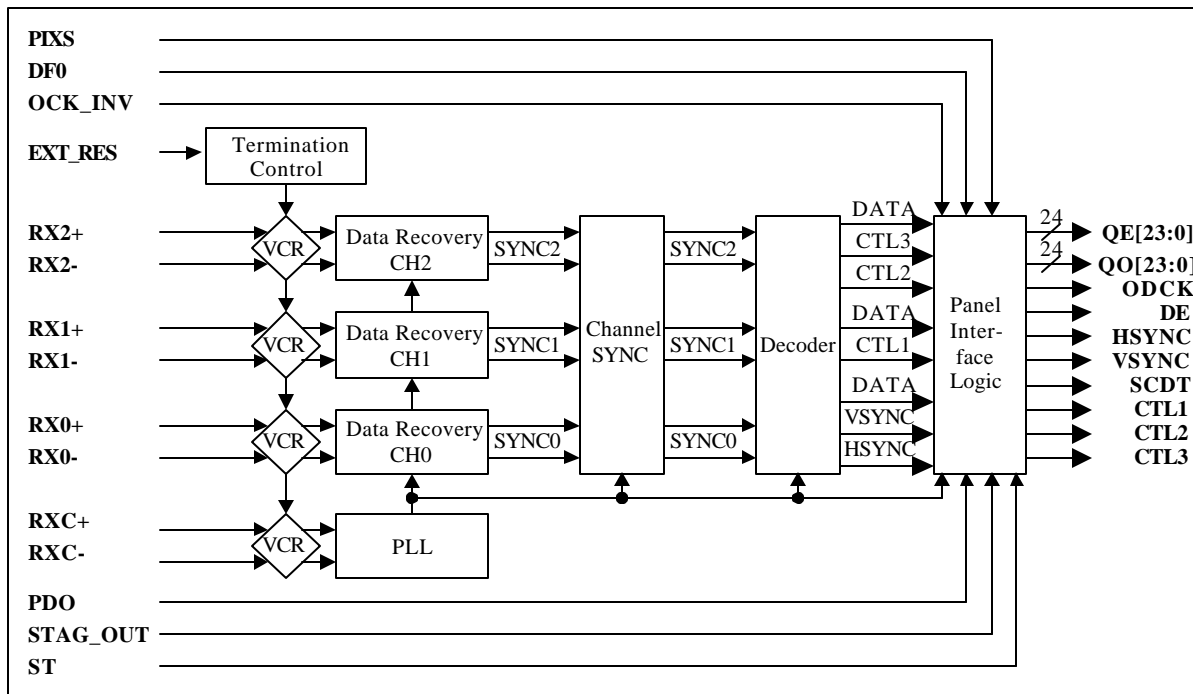 PIXS
DF0
OCK_INV
EXT_RES
Termination
Control
RX2+
RX2-
VCR
Data Recovery
CH2
SYNC2
SYNC2
DATA
CTL3
CTL2
24
QE[23:0]
24
QO[23:0]
ODCK
DE
HSYNC
VSYNC
SCDT
CTL1
CTL2
CTL3
RX1+
RX1-
VCR
Data Recovery
CH1
SYNC1
Channel
SYNC
SYNC1
Decoder
DATA
CTL1
Panel
Inter-
face
Logic
RX0+
RX0-
VCR
Data Recovery
CH0
SYNC0
SYNC0
DATA
VSYNC
HSYNC
RXC+
RXC-
VCR
PLL
PDO
STAG_OUT
ST